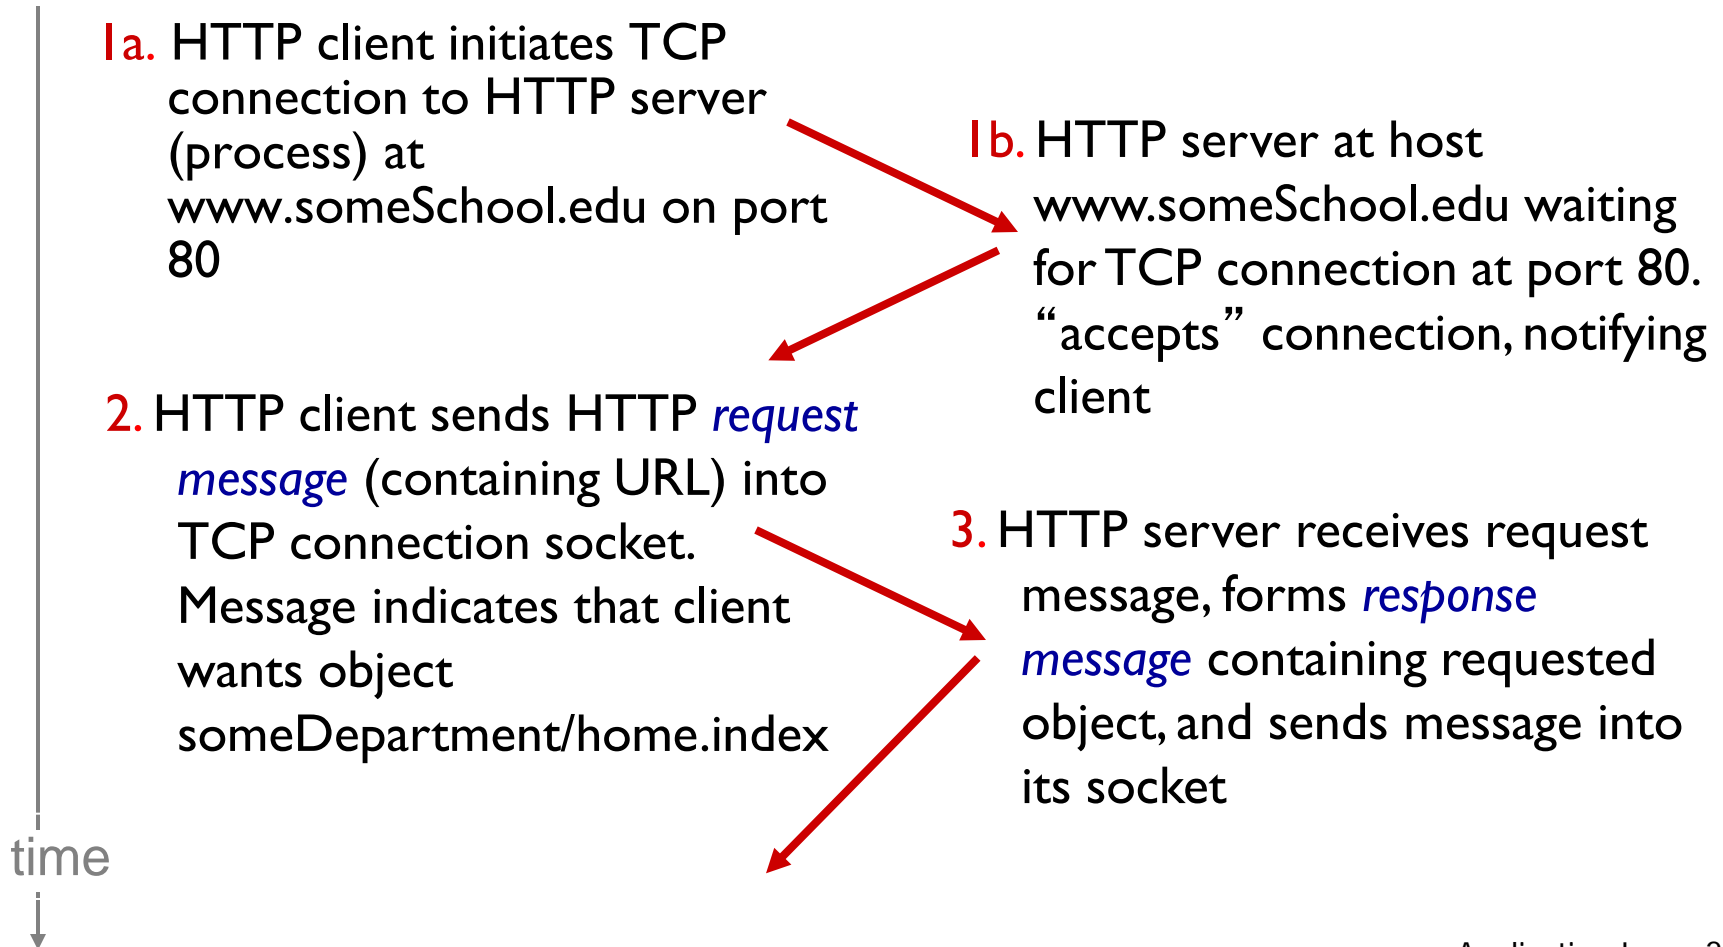 1a. HTTP client initiates TCP
connection to HTTP server
(process) at
www.someSchool.edu on port
80
1b. HTTP server at host
www.someSchool.edu waiting
for TCP connection at port 80.
“accepts” connection, notifying
client
2. HTTP client sends HTTP request
message (containing URL) into
TCP connection socket.
Message indicates that client
wants object
someDepartment/home.index
3. HTTP server receives request
message, forms response
message containing requested
object, and sends message into
its socket
time